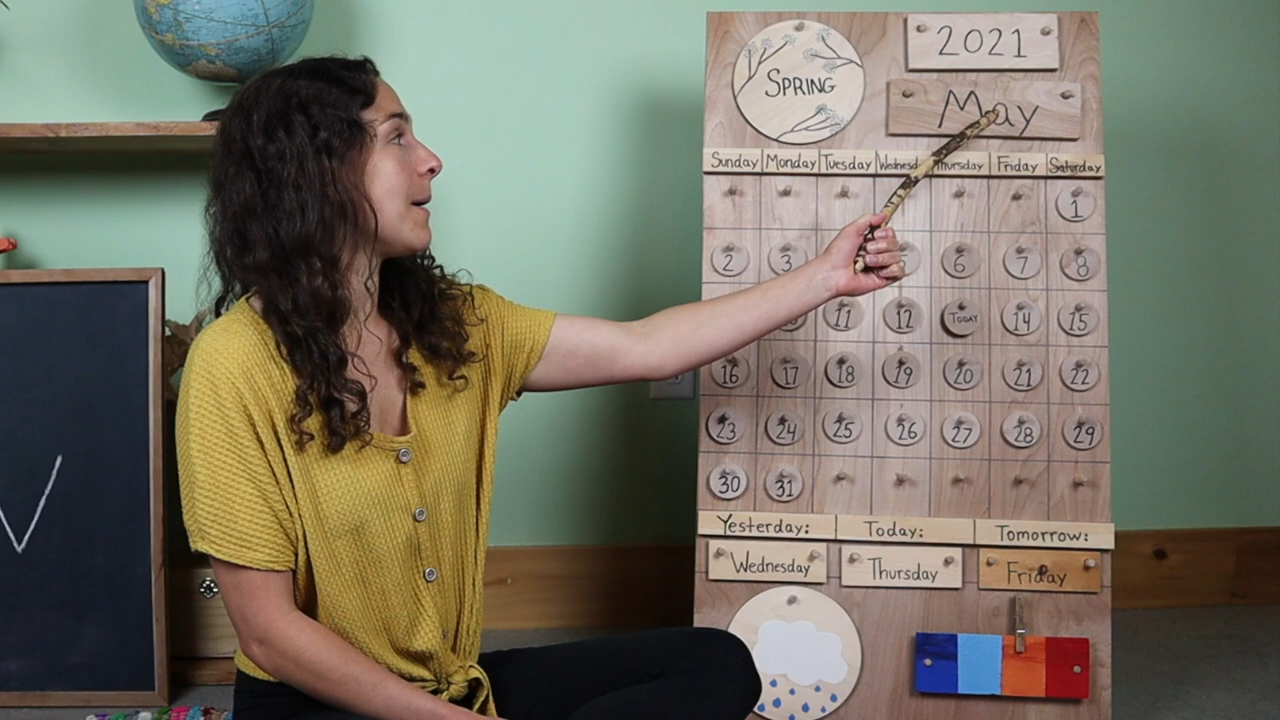 2021
SPRING
May
Sunday Monday Tuesday Wednesd Thursday Friday Saturday
1
2 3 6 7 8
11 12 TODAY 14 15
16 17 18 19 20 21 22
23 24 25 26 27 28 29
30 31
Yesterday: Today: Tomorrow:
Wednesday Thursday Friday
V